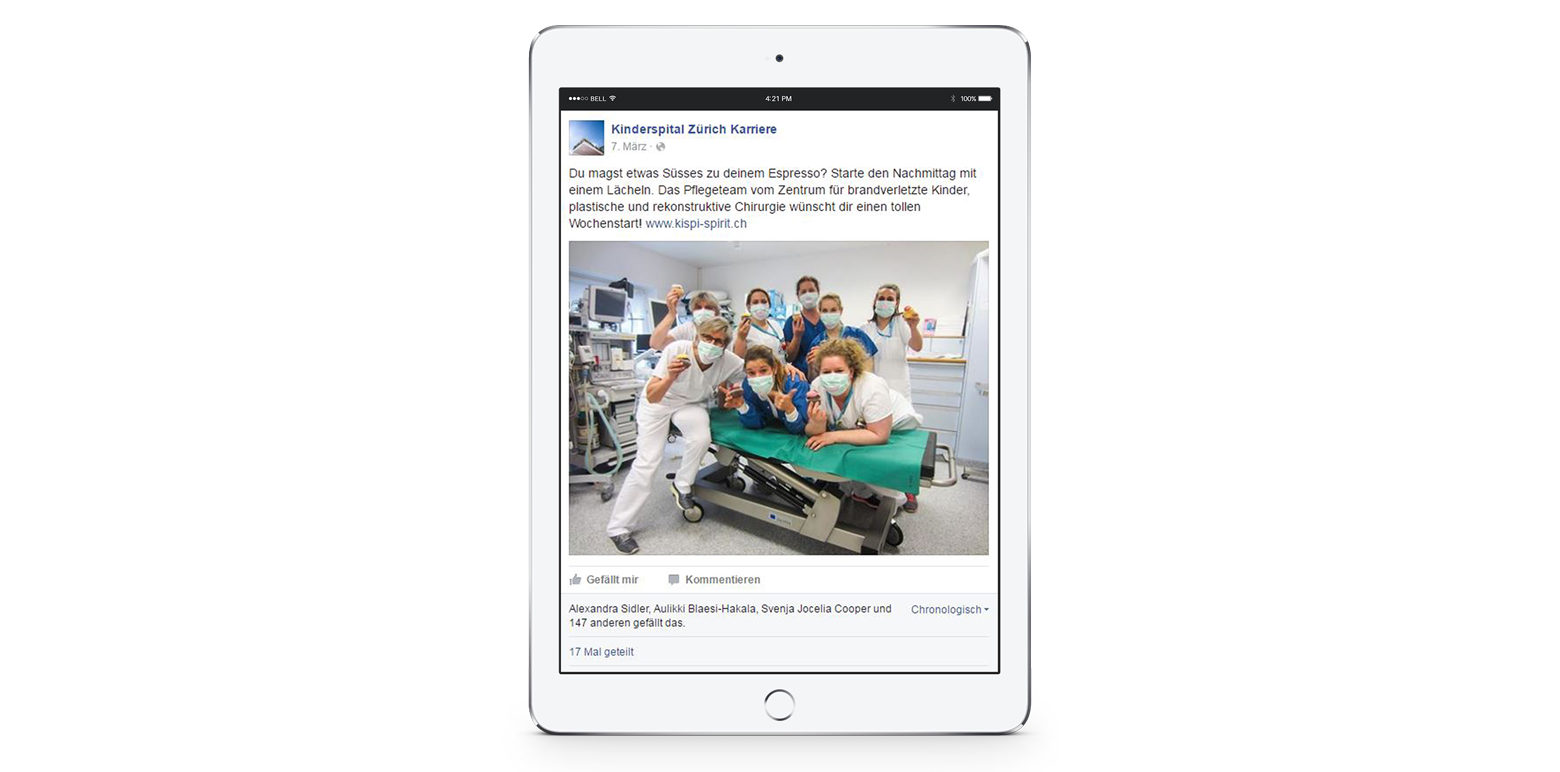 BELL
4:21 PM
100%
Kinderspital Zürich Karriere
7. März ·
Du magst etwas Süsses zu deinem Espresso? Starte den Nachmittag mit
einem Lächeln. Das Pflegeteam vom Zentrum für brandverletzte Kinder,
plastische und rekonstruktive Chirurgie wünscht dir einen tollen
Wochenstart! www.kispi-spirit.ch
Gefällt mir
Kommentieren
Alexandra Sidler, Aulikki Blaesi-Hakala, Svenja Jocelia Cooper und
147 anderen gefällt das.
Chronologisch
17 Mal geteilt